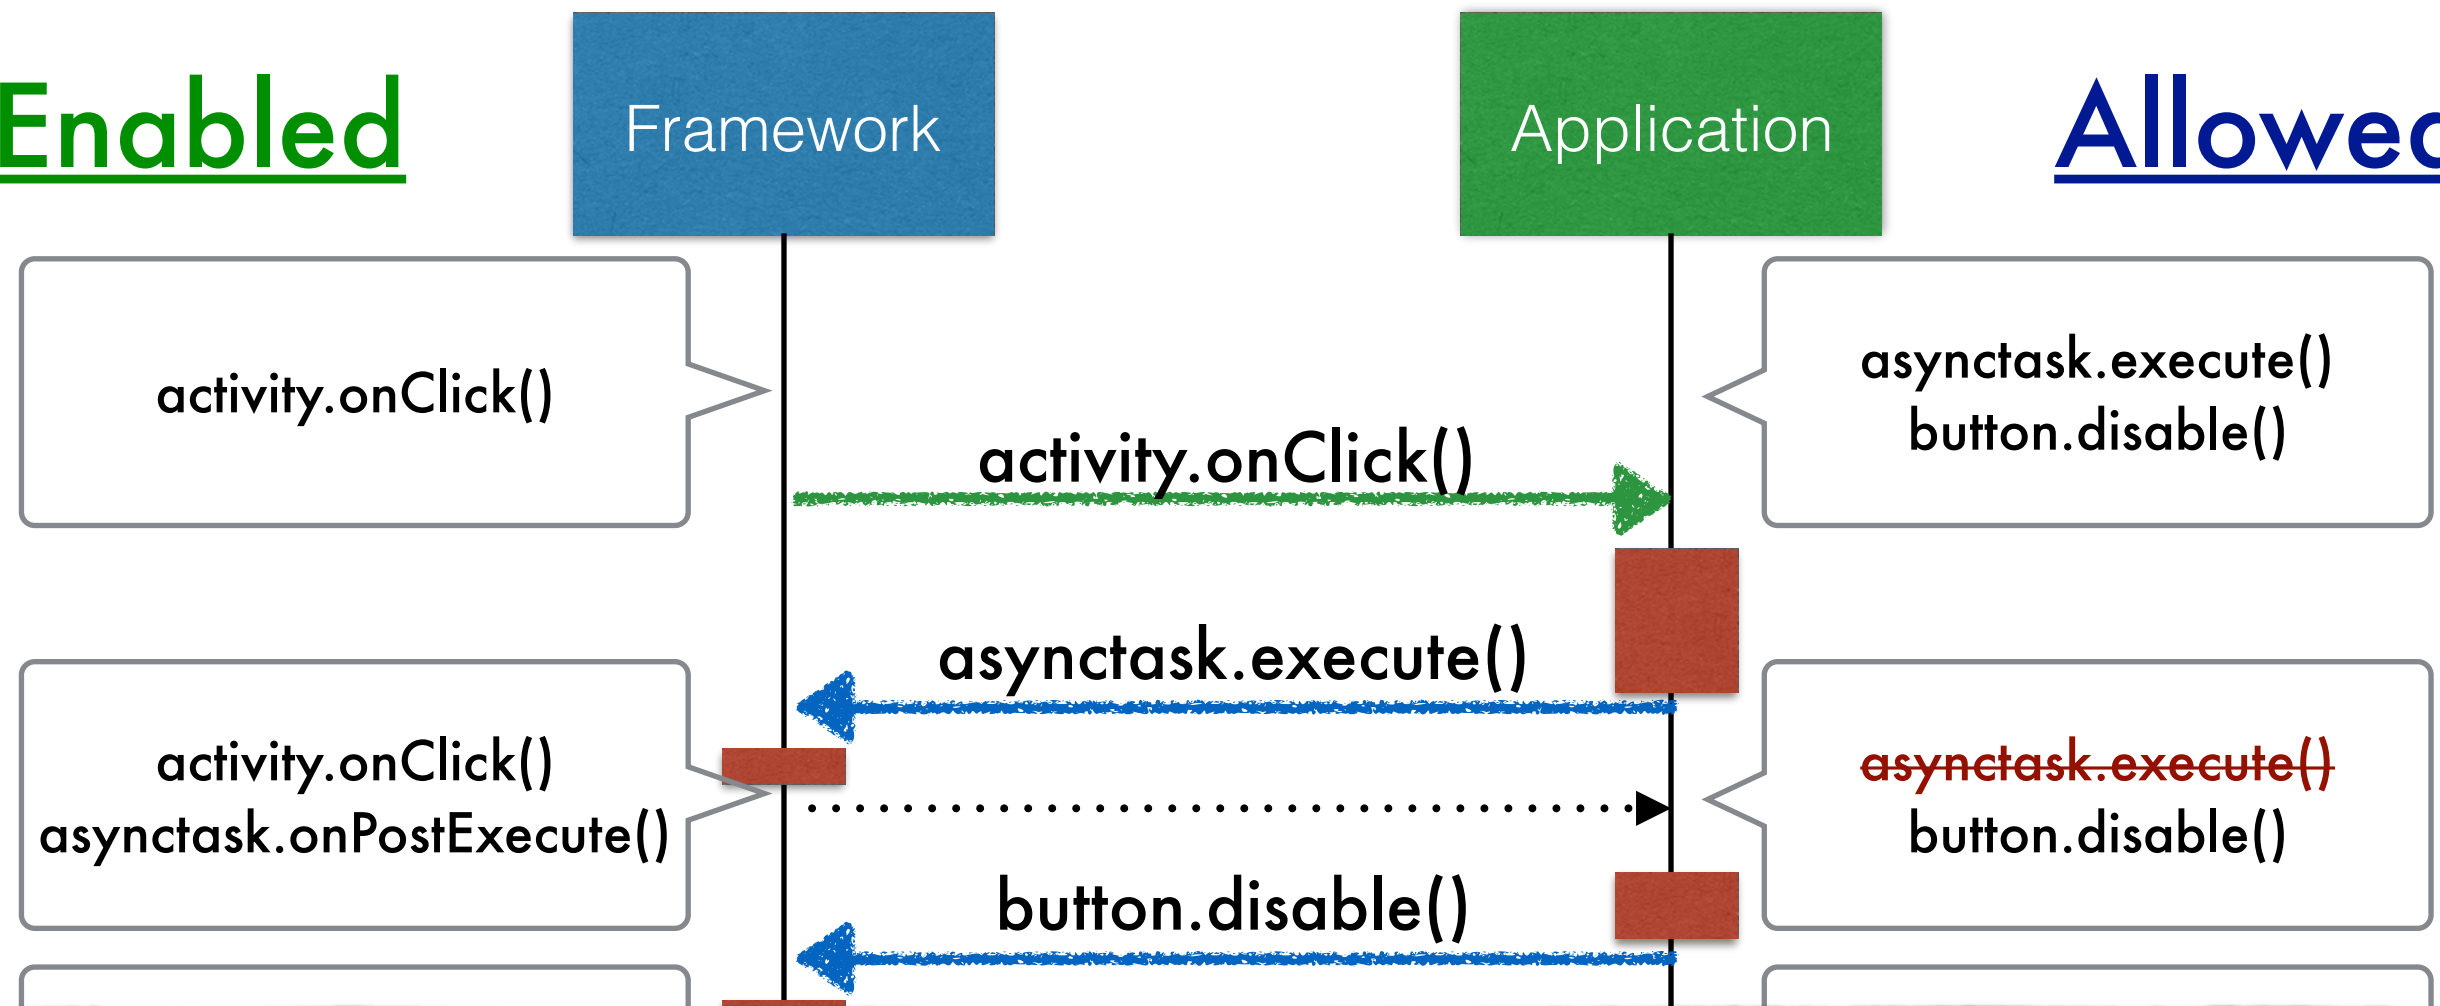 Enabled
Framework
Application
Allowed
activity.onClick()
asynctask.execute()
button.disable()
activity.onClick()
asynctask.execute()
activity.onClick()
asynctask.onPostExecute()
asynctask.execute()
button.disable()
button.disable()